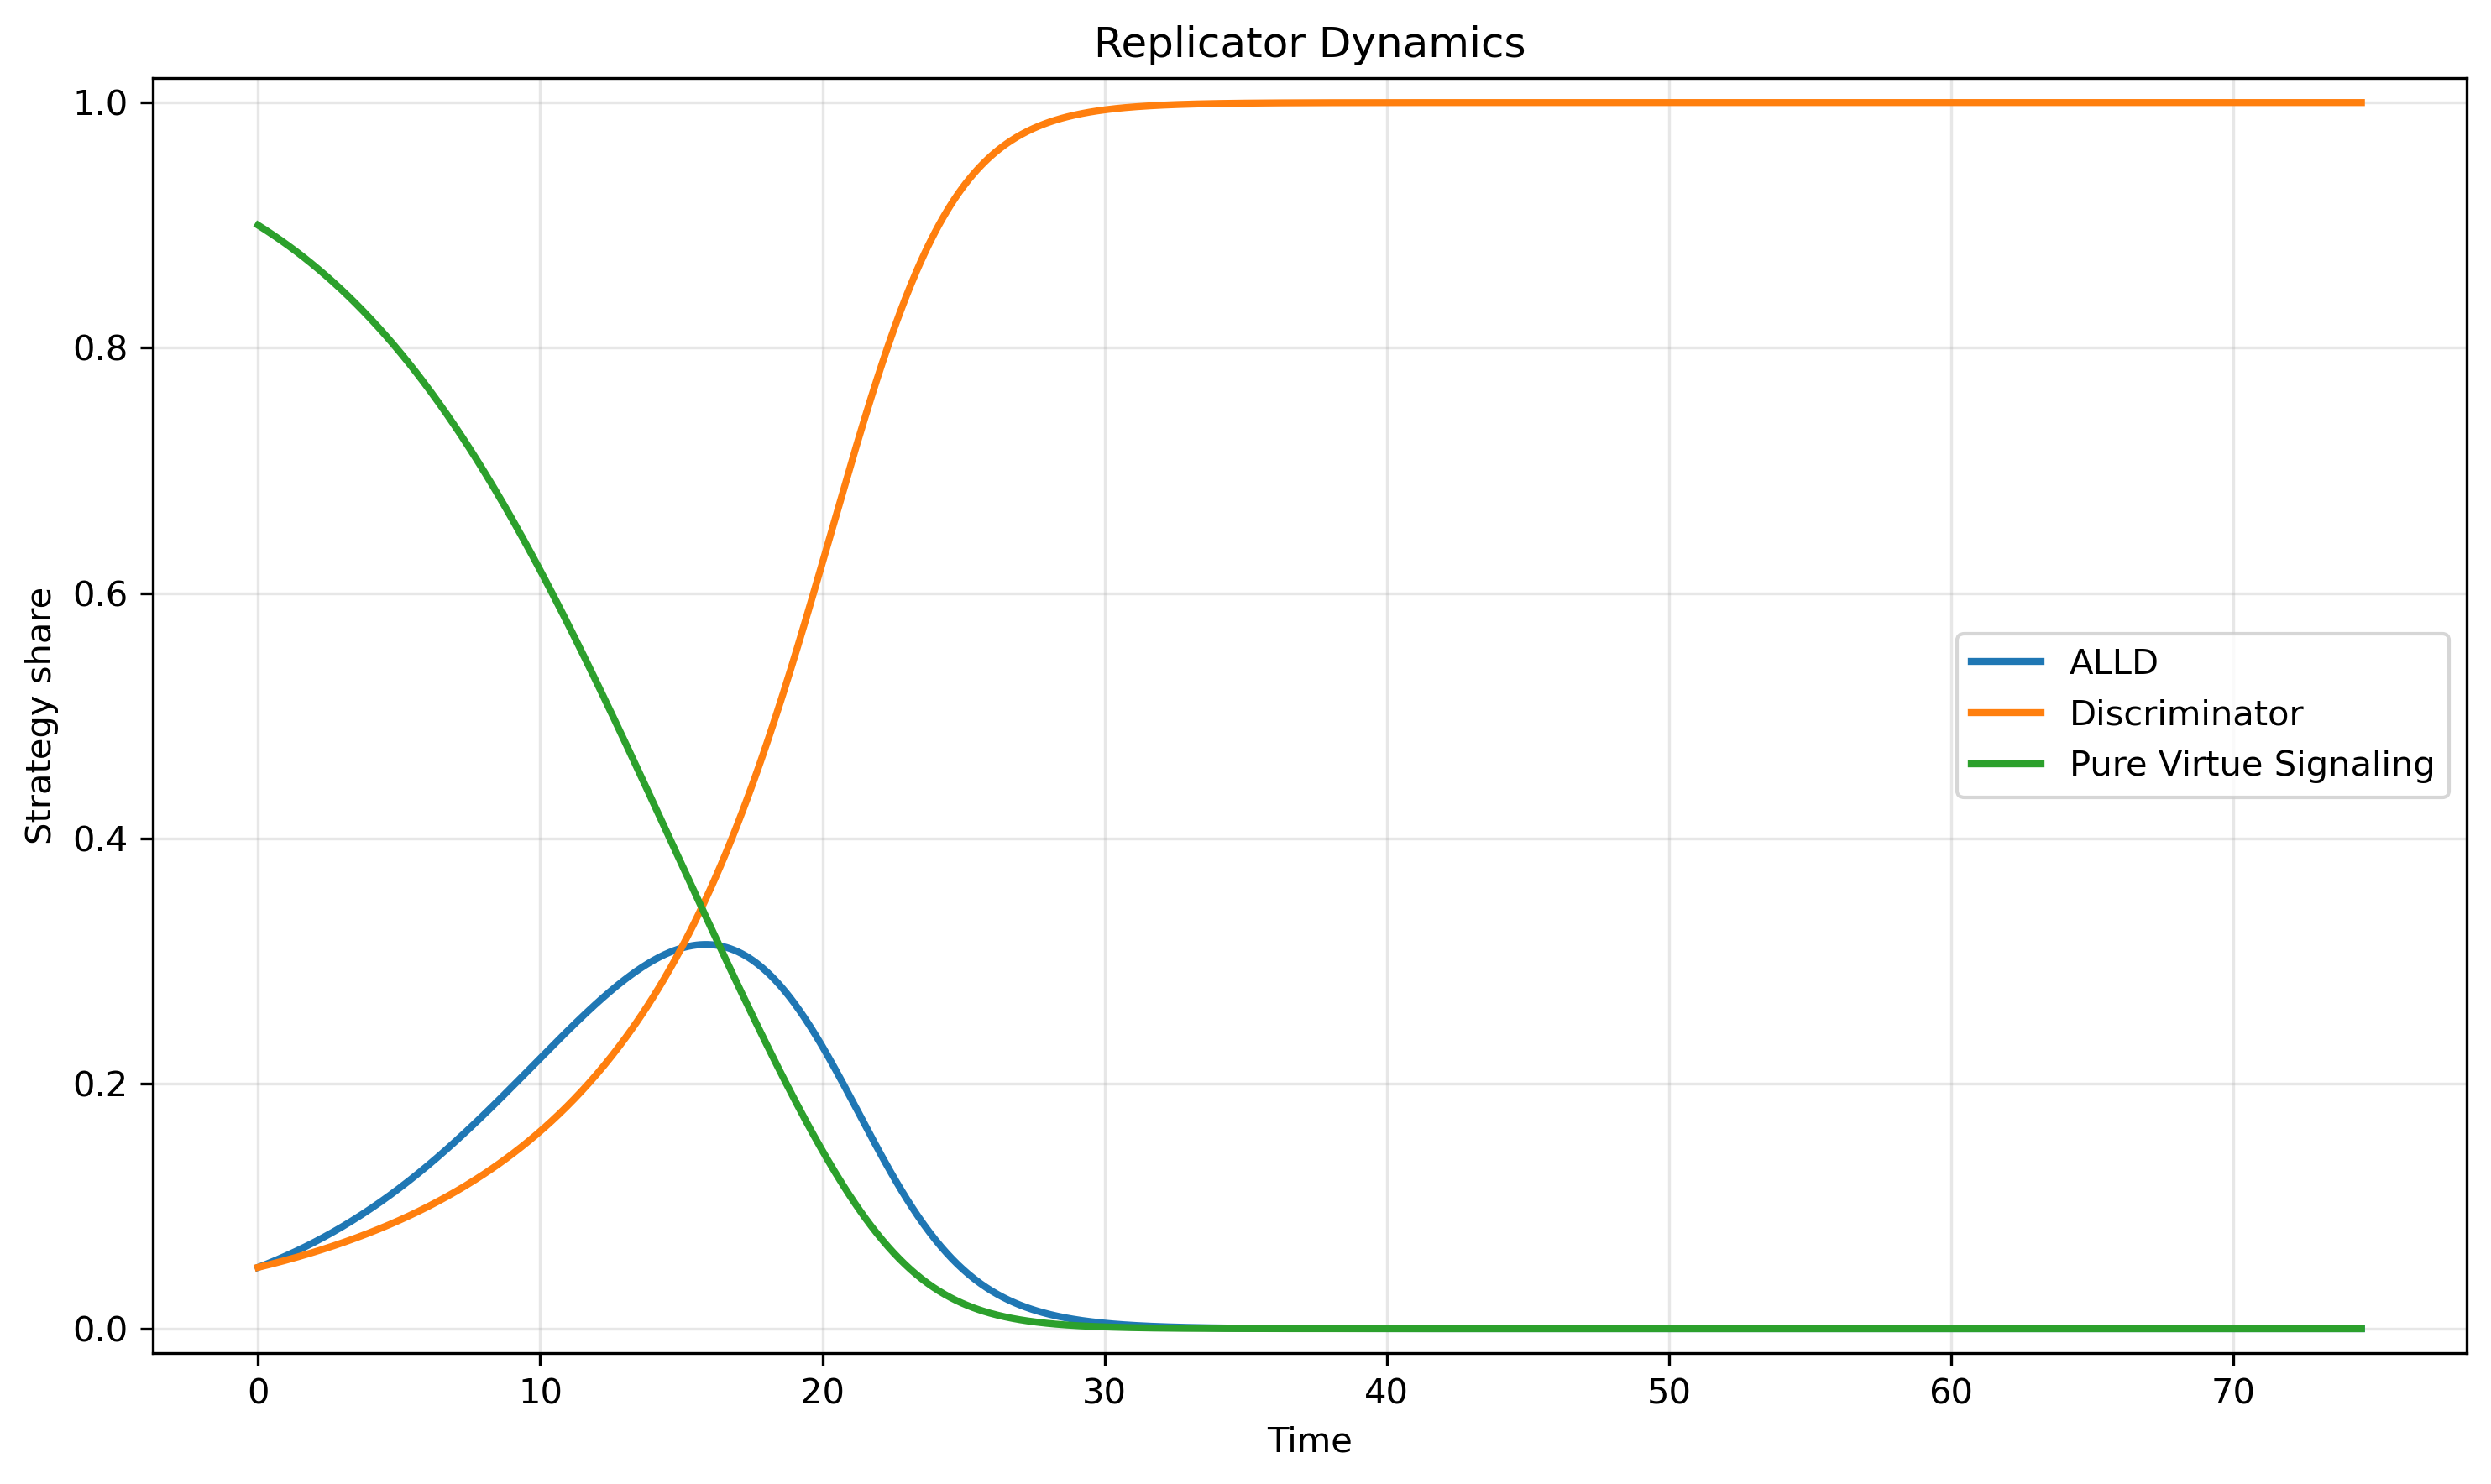 Replicator Dynamics
Strategy share
1.0
0.8
0.6
0.4
0.2
0.0
ALLD
Discriminator
Pure Virtue Signaling
0 10 20 30 40 50 60 70
Time